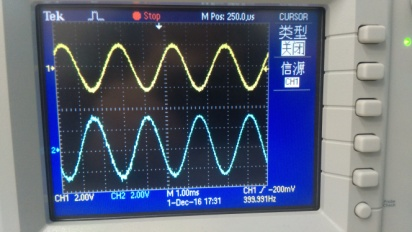 Tek Stop M Pos: 250.0µs CURSOR
类型
关闭
信源
CH1
1
2
CH1 2.00V CH2 2.00V M 1.00ms CH1 / -200mV
1-Dec-16 17:31 399.991Hz